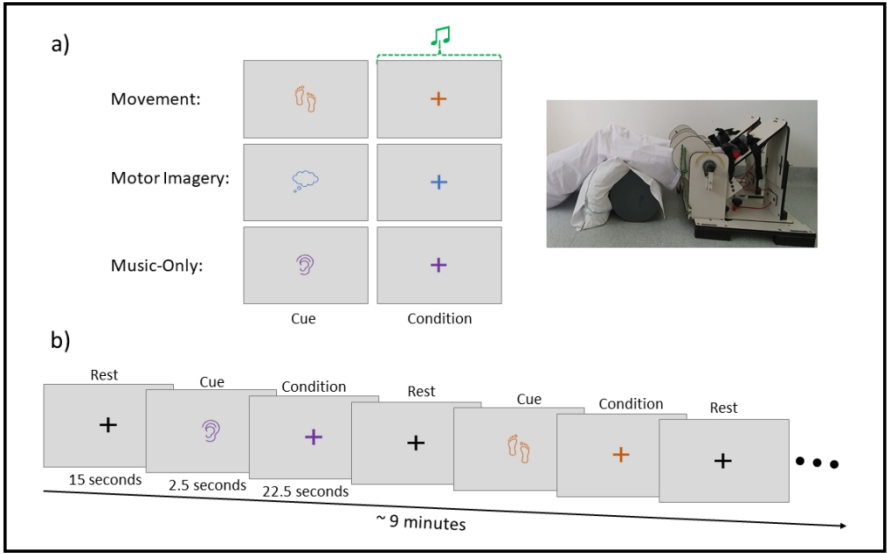 a)
Movement:
Motor Imagery:
Music-Only:
Cue
Condition
b)
Rest
Cue
Condition
Rest
Cue
Condition
Rest
15 seconds
2.5 seconds
22.5 seconds
~ 9 minutes